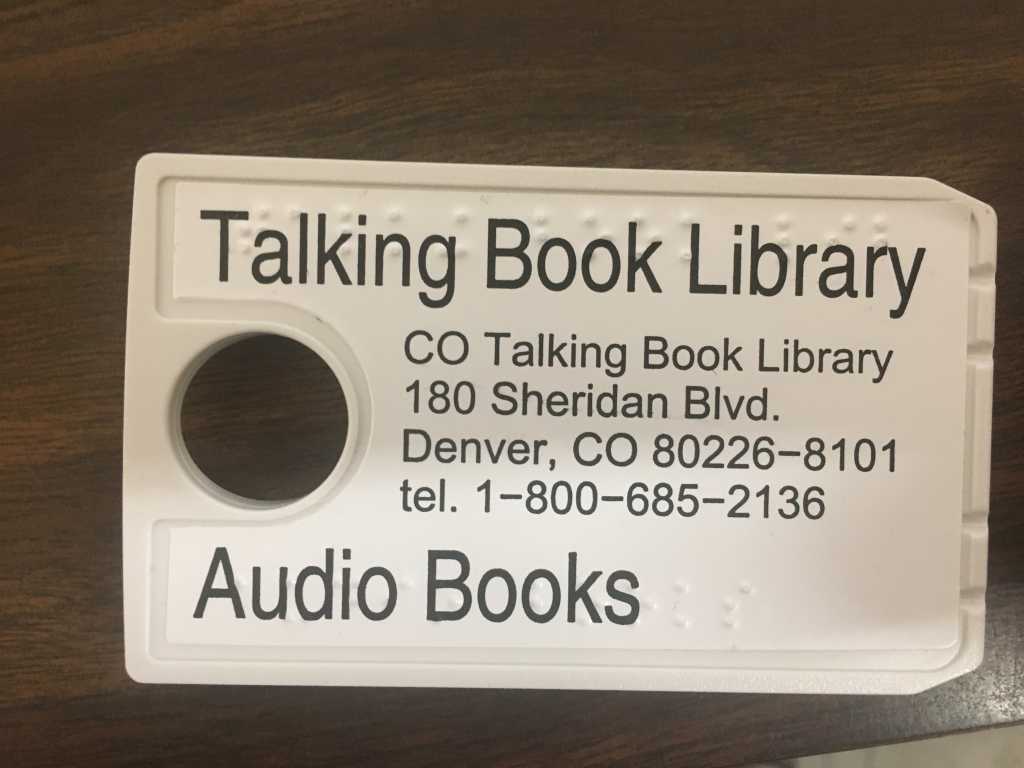 Talking Book Library
CO Talking Book Library
180 Sheridan Blvd.
Denver, CO 80226-8101
tel. 1-800-685-2136
Audio Books